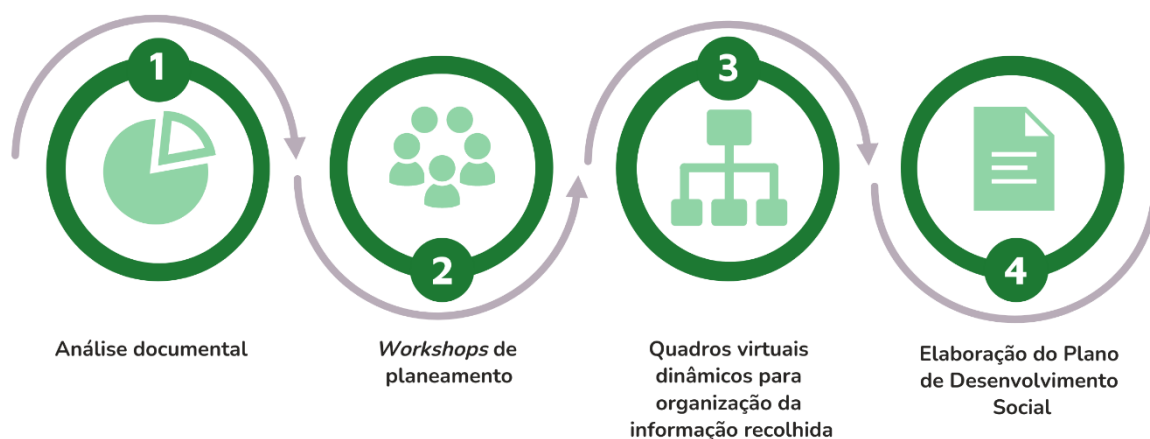 1
Análise documental
2
Workshops de
planeamento
3
Quadros virtuais
dinâmicos para
organização da
informação recolhida
4
Elaboração do Plano
de Desenvolvimento
Social